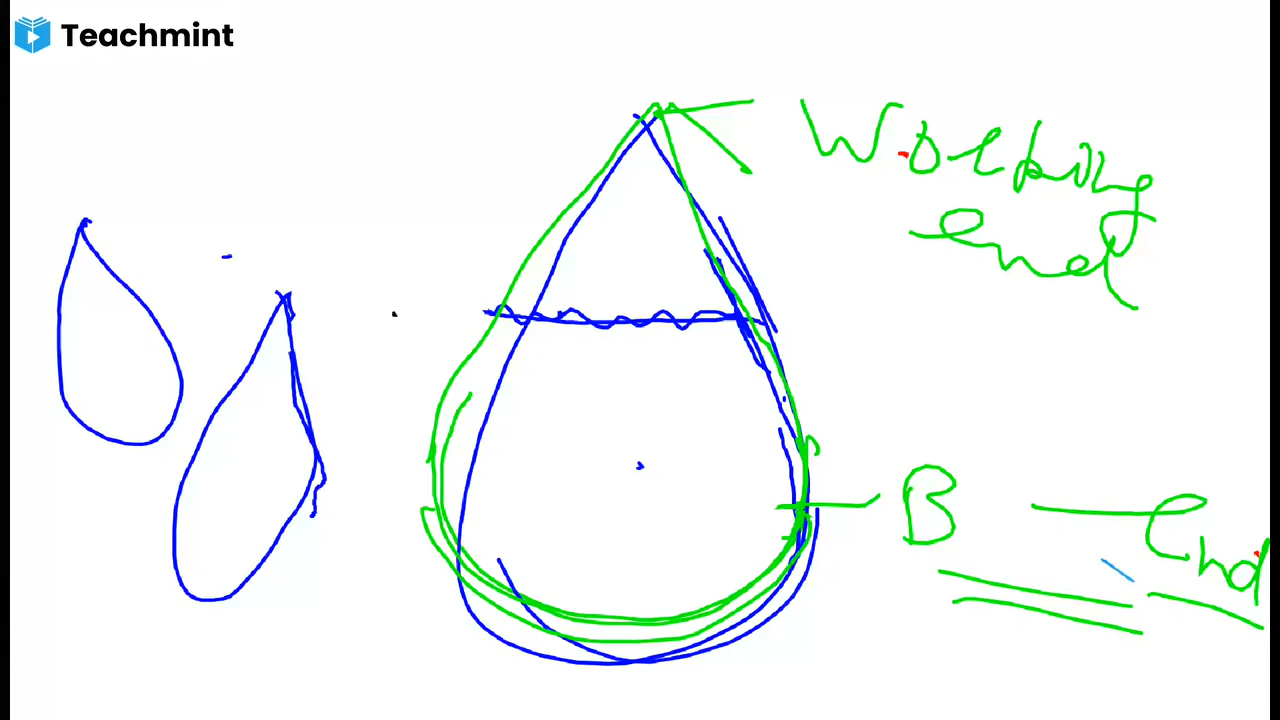 Teachmint
Working
end
B — End